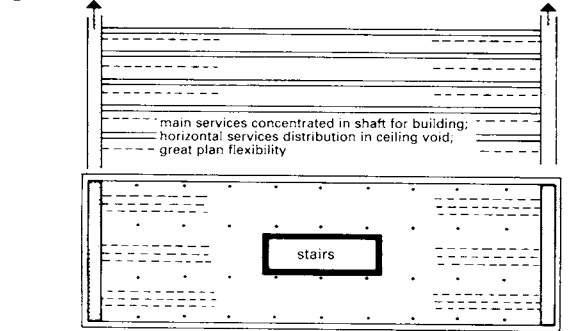 main services concentrated in shaft for building;
horizontal services distribution in ceiling void;
great plan flexibility
stairs